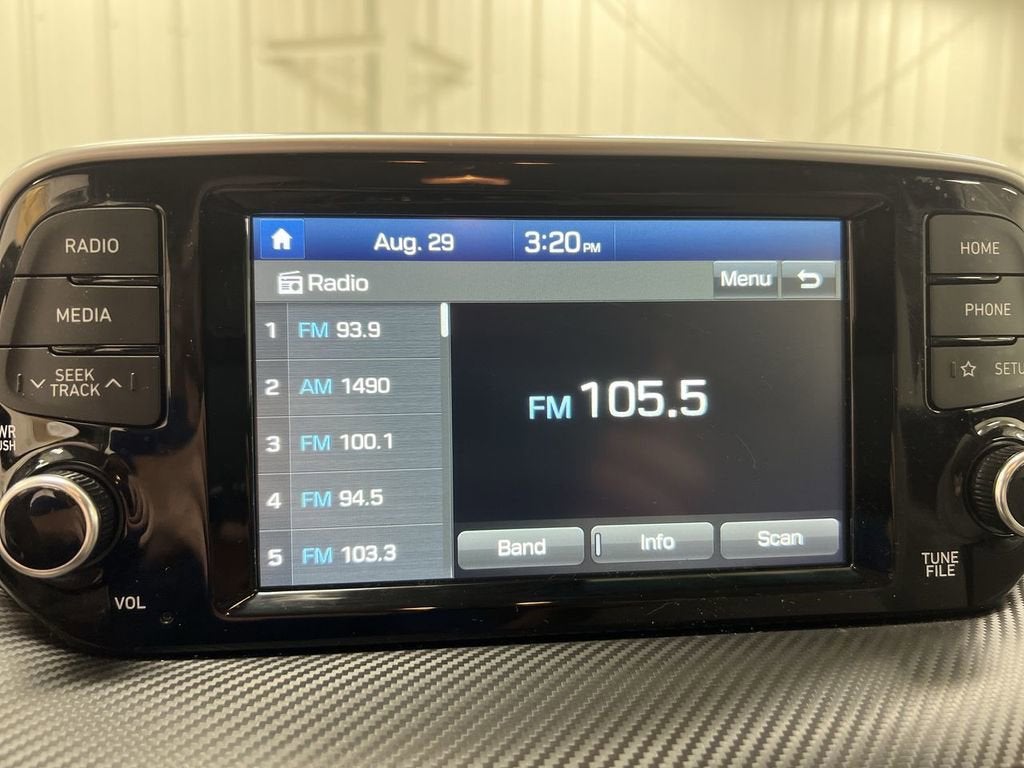 RADIO
MEDIA
SEEK
TRACK
VOL
Aug. 29 3:20 PM
Radio Menu
1 FM 93.9
2 AM 1490
3 FM 100.1
4 FM 94.5
5 FM 103.3
FM 105.5
Band Info Scan
HOME
PHONE
TUNE
FILE